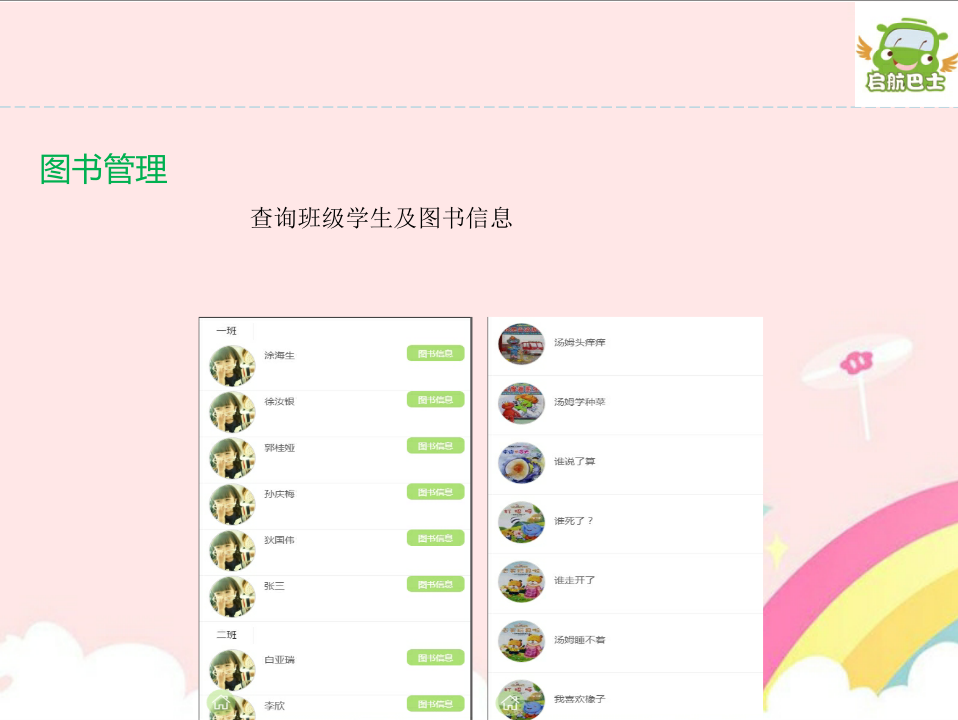 启航巴士
图书管理
查询班级学生及图书信息
一班
涂海生
图书信息
徐汝银
图书信息
郭桂娅
图书信息
孙庆梅
图书信息
狄国伟
图书信息
张三
图书信息
二班
白亚瑞
图书信息
李欣
图书信息
汤姆头痒痒
汤姆学种菜
谁说了算
谁死了？
谁走开了
汤姆睡不着
我喜欢橡子